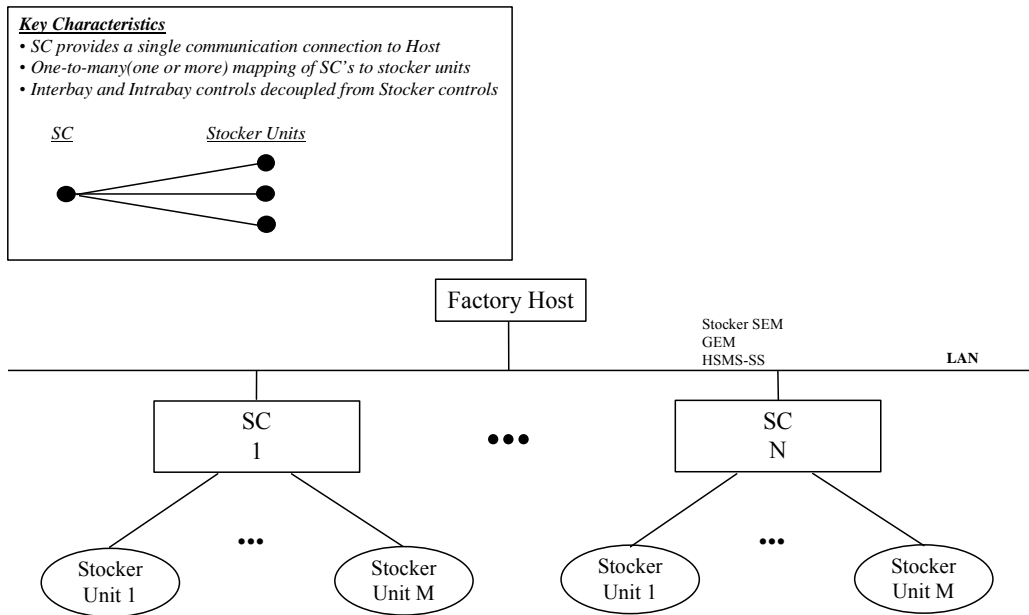 Key Characteristics
• SC provides a single communication connection to Host
• One-to-many(one or more) mapping of SC's to stocker units
• Interbay and Intrabay controls decoupled from Stocker controls
SC
Stocker Units
Factory Host
Stocker SEM
GEM
HSMS-SS
LAN
SC
1
•••
SC
N
•••
•••
Stocker
Unit 1
Stocker
Unit M
Stocker
Unit 1
Stocker
Unit M